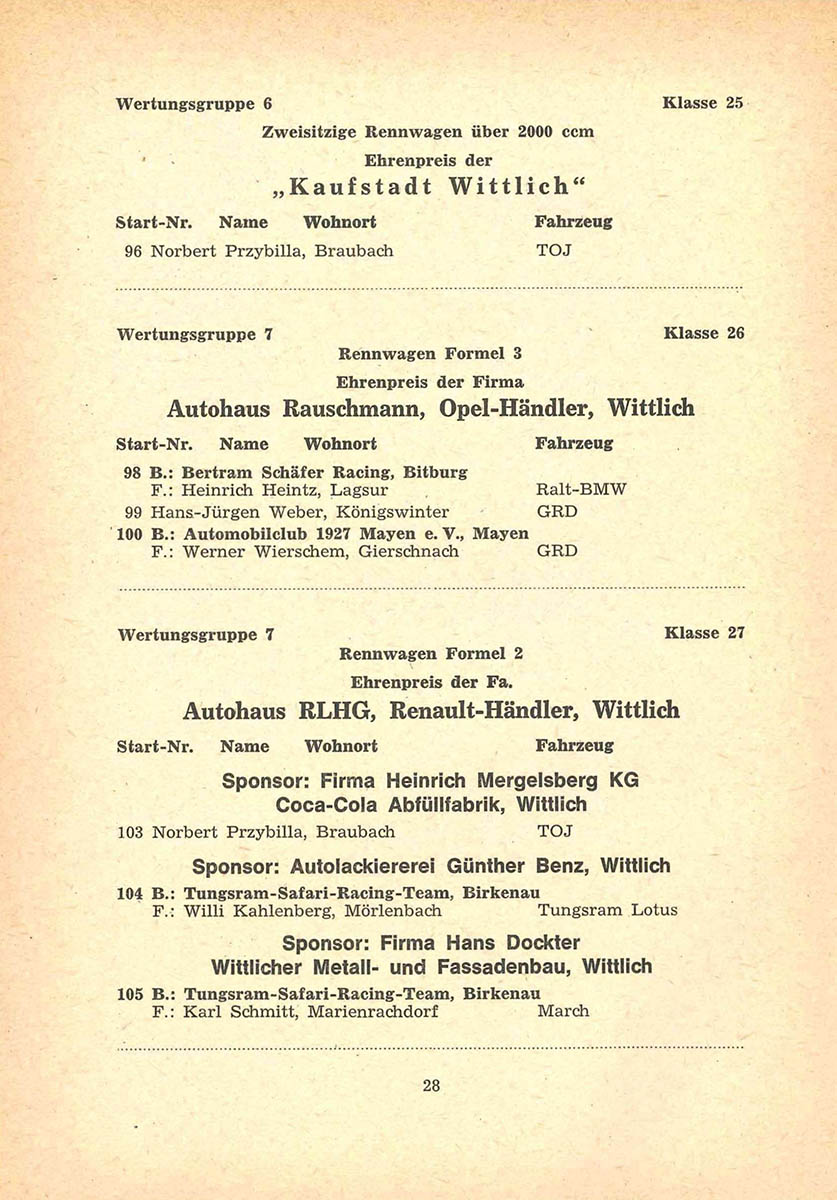 Wertungsgruppe 6 Klasse 25
Zweisitzige Rennwagen über 2000 ccm
Ehrenpreis der
„Kaufstadt Wittlich“
Start-Nr. Name Wohnort Fahrzeug
96 Norbert Przybilla, Braubach TOJ
Wertungsgruppe 7 Klasse 26
Rennwagen Formel 3
Ehrenpreis der Firma
Autohaus Rauschmann, Opel-Händler, Wittlich
Start-Nr. Name Wohnort Fahrzeug
98 B.: Bertram Schäfer Racing, Bitburg
F.: Heinrich Heintz, Lagsur Ralt-BMW
99 Hans-Jürgen Weber, Königswinter GRD
100 B.: Automobilclub 1927 Mayen e. V., Mayen
F.: Werner Wierschem, Gierschnach GRD
Wertungsgruppe 7 Klasse 27
Rennwagen Formel 2
Ehrenpreis der Fa.
Autohaus RLHG, Renault-Händler, Wittlich
Start-Nr. Name Wohnort Fahrzeug
Sponsor: Firma Heinrich Mergelsberg KG
Coca-Cola Abfüllfabrik, Wittlich
103 Norbert Przybilla, Braubach TOJ
Sponsor: Autolackiererei Günther Benz, Wittlich
104 B.: Tungsram-Safari-Racing-Team, Birkenau
F.: Willi Kahlenberg, Mörlenbach Tungsram Lotus
Sponsor: Firma Hans Dockter
Wittlicher Metall- und Fassadenbau, Wittlich
105 B.: Tungsram-Safari-Racing-Team, Birkenau
F.: Karl Schmitt, Marienrachdorf March
28